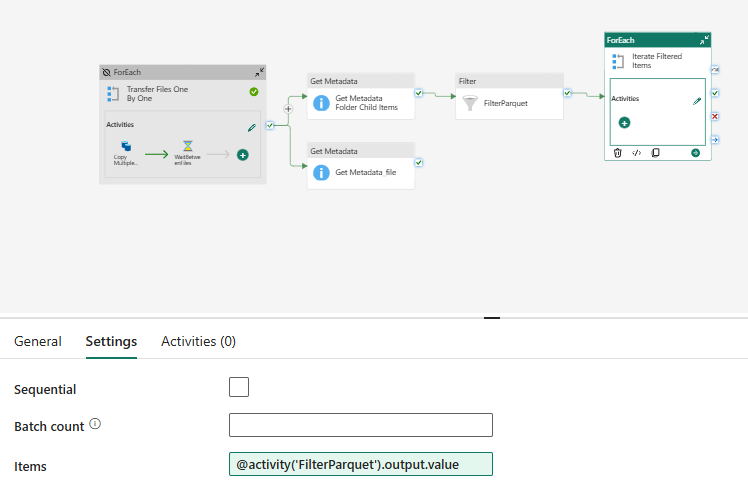 ForEach
Transfer Files One
By One
Activities
Copy
Multiple...
WaitBetwe
enFiles
Get Metadata
Get Metadata
Folder Child Items
Get Metadata
Get Metadata_file
Filter
FilterParquet
ForEach
Iterate Filtered
Items
Activities
General
Settings
Activities (0)
Sequential
Batch count
Items
@activity('FilterParquet').output.value